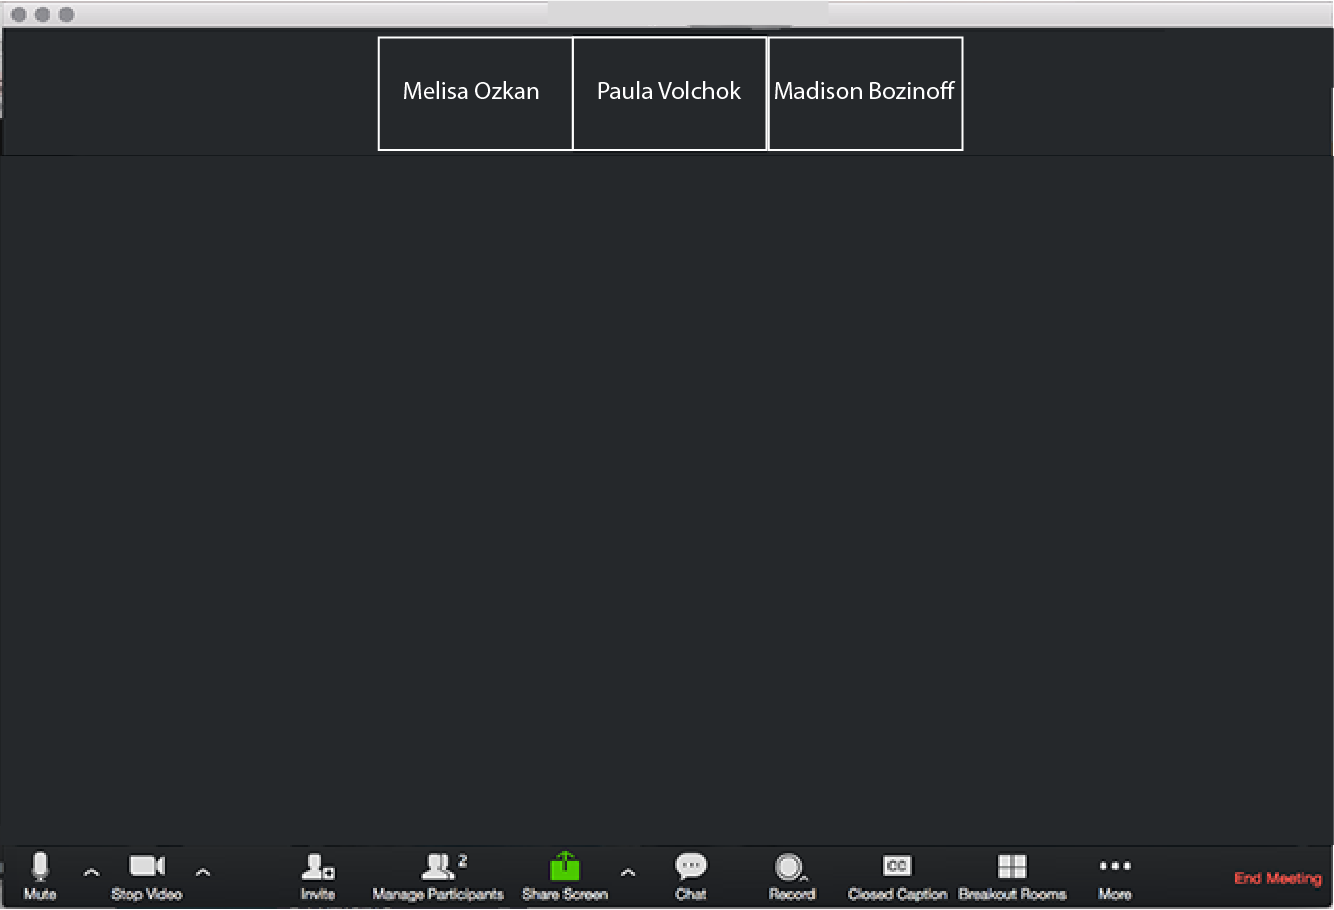 Melisa Ozkan Paula Volchok Madison Bozinoff
2
CC
Mute Stop Video Invite Manage Participants Share Screen Chat Record Closed Caption Breakout Rooms More End Meeting